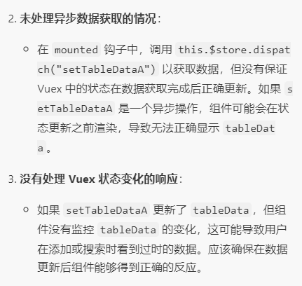 2. 未处理异步数据获取的情况：
在 mounted 钩子中，调用 this.$store.dispat
ch("setTableDataA") 以获取数据，但没有保证
Vuex 中的状态在数据获取完成后正确更新。如果 s
etTableDataA 是一个异步操作，组件可能会在状
态更新之前渲染，导致无法正确显示 tableDat
a 。
3. 没有处理 Vuex 状态变化的响应：
如果 setTableDataA 更新了 tableData ，但组
件没有监控 tableData 的变化，这可能导致用户
在添加或搜索时看到过时的数据。应该确保在数
据更新后组件能够得到正确的反应。